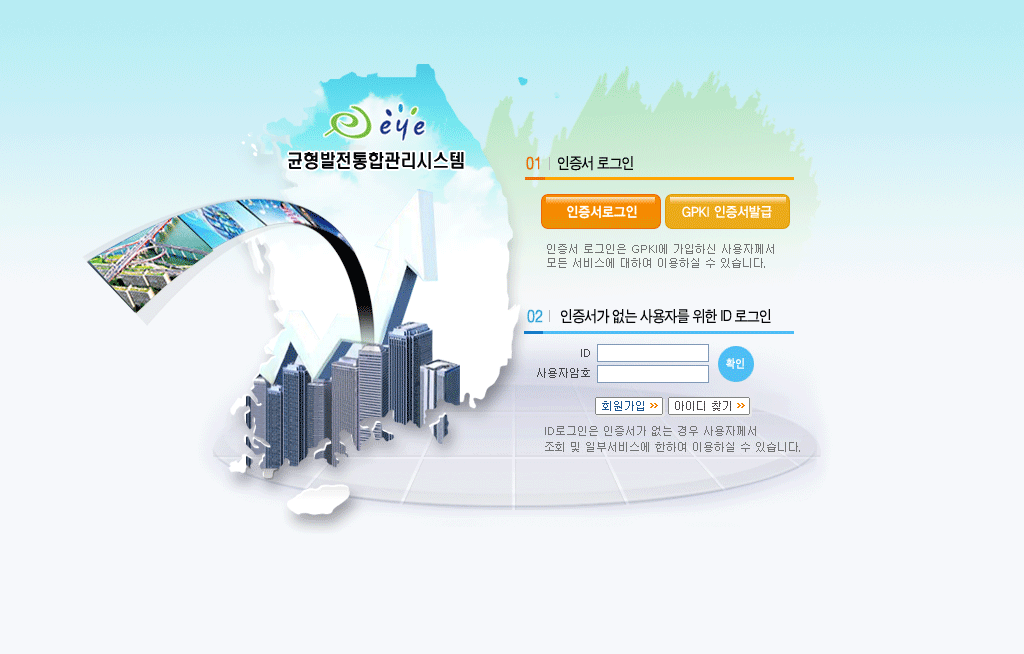 eye
균형발전통합관리시스템
01 인증서 로그인
인증서로그인 GPKI 인증서발급
인증서 로그인은 GPKI에 가입하신 사용자께서
모든 서비스에 대하여 이용하실 수 있습니다.
02 인증서가 없는 사용자를 위한 ID 로그인
ID
사용자암호
확인
회원가입 아이디 찾기
ID로그인은 인증서가 없는 경우 사용자께서
조회 및 일부서비스에 한하여 이용하실 수 있습니다.